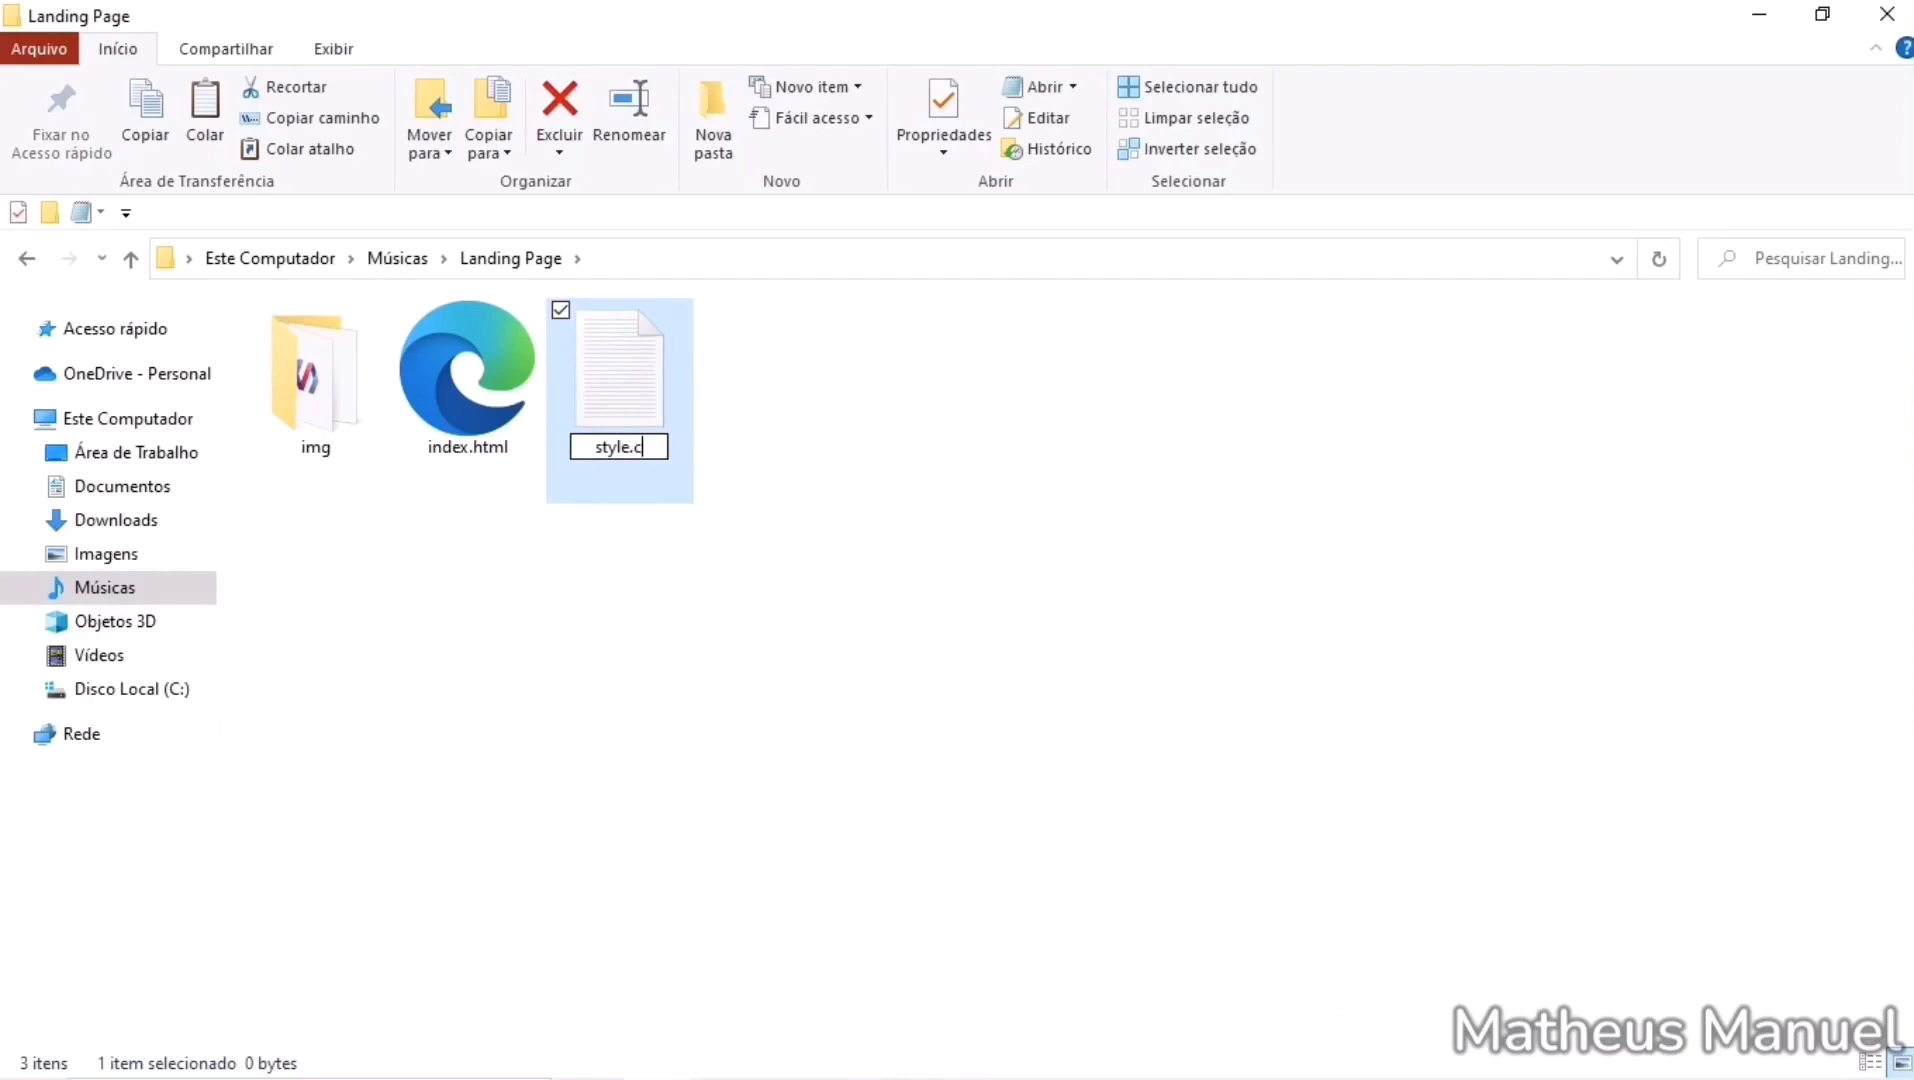 Landing Page
Arquivo Início Compartilhar Exibir
Fixar no Acesso rápido
Copiar
Colar
Recortar
Copiar caminho
Colar atalho
Área de Transferência
Mover para
Copiar para
Excluir
Renomear
Organizar
Nova pasta
Novo item
Fácil acesso
Novo
Propriedades
Abrir
Editar
Histórico
Abrir
Selecionar tudo
Limpar seleção
Inverter seleção
Selecionar
Este Computador > Músicas > Landing Page >
Pesquisar Landing...
Acesso rápido
OneDrive - Personal
Este Computador
Área de Trabalho
Documentos
Downloads
Imagens
Músicas
Objetos 3D
Vídeos
Disco Local (C:)
Rede
img
index.html
style.c
Matheus Manuel
3 itens 1 item selecionado 0 bytes